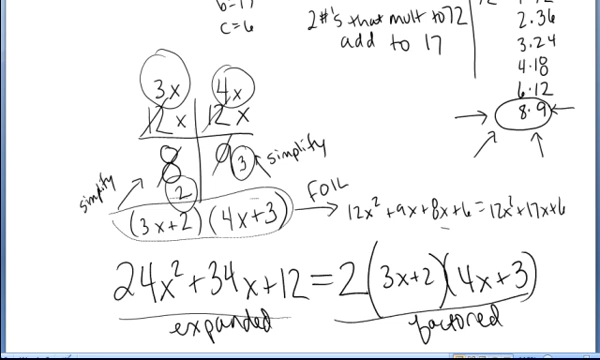 b=17
c=6
2#'s that mult to 72
add to 17
2·36
3·24
4·18
6·12
8·9
3x 4x
12x 12x
8 9 3
2
simplify
simplify
(3x+2)(4x+3)
FOIL
12x²+9x+8x+6=12x²+17x+6
24x²+34x+12=2(3x+2)(4x+3)
expanded
factored